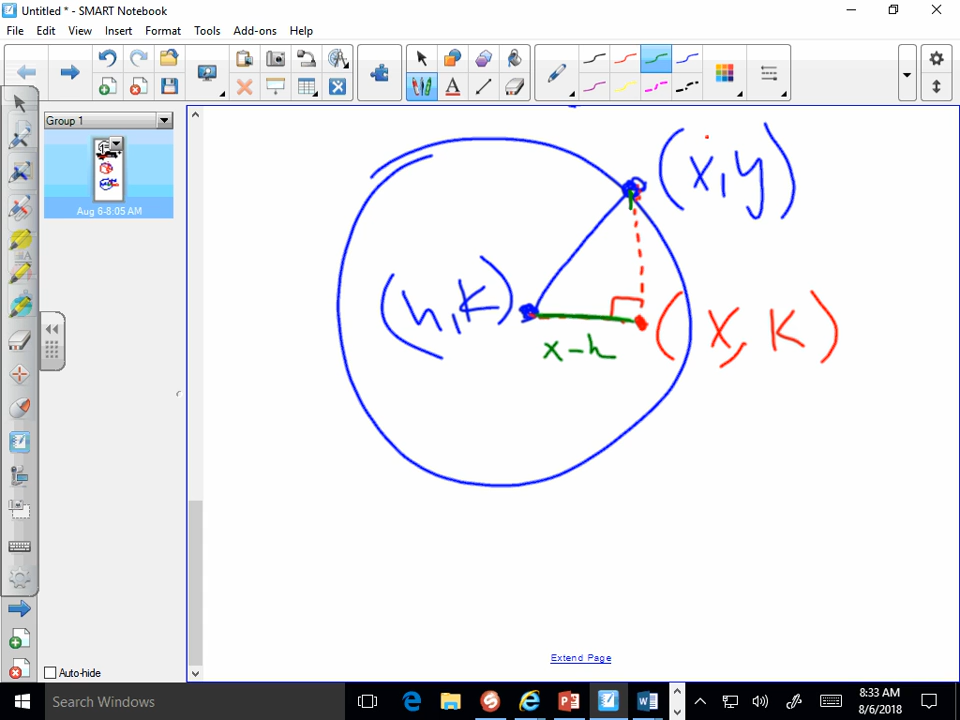 Untitled * - SMART Notebook
File Edit View Insert Format Tools Add-ons Help
Group 1
Aug 6-8:05 AM
(x,y)
(h,K)
x-h
(x,K)
Extend Page
Auto-hide
Search Windows
8:33 AM
8/6/2018